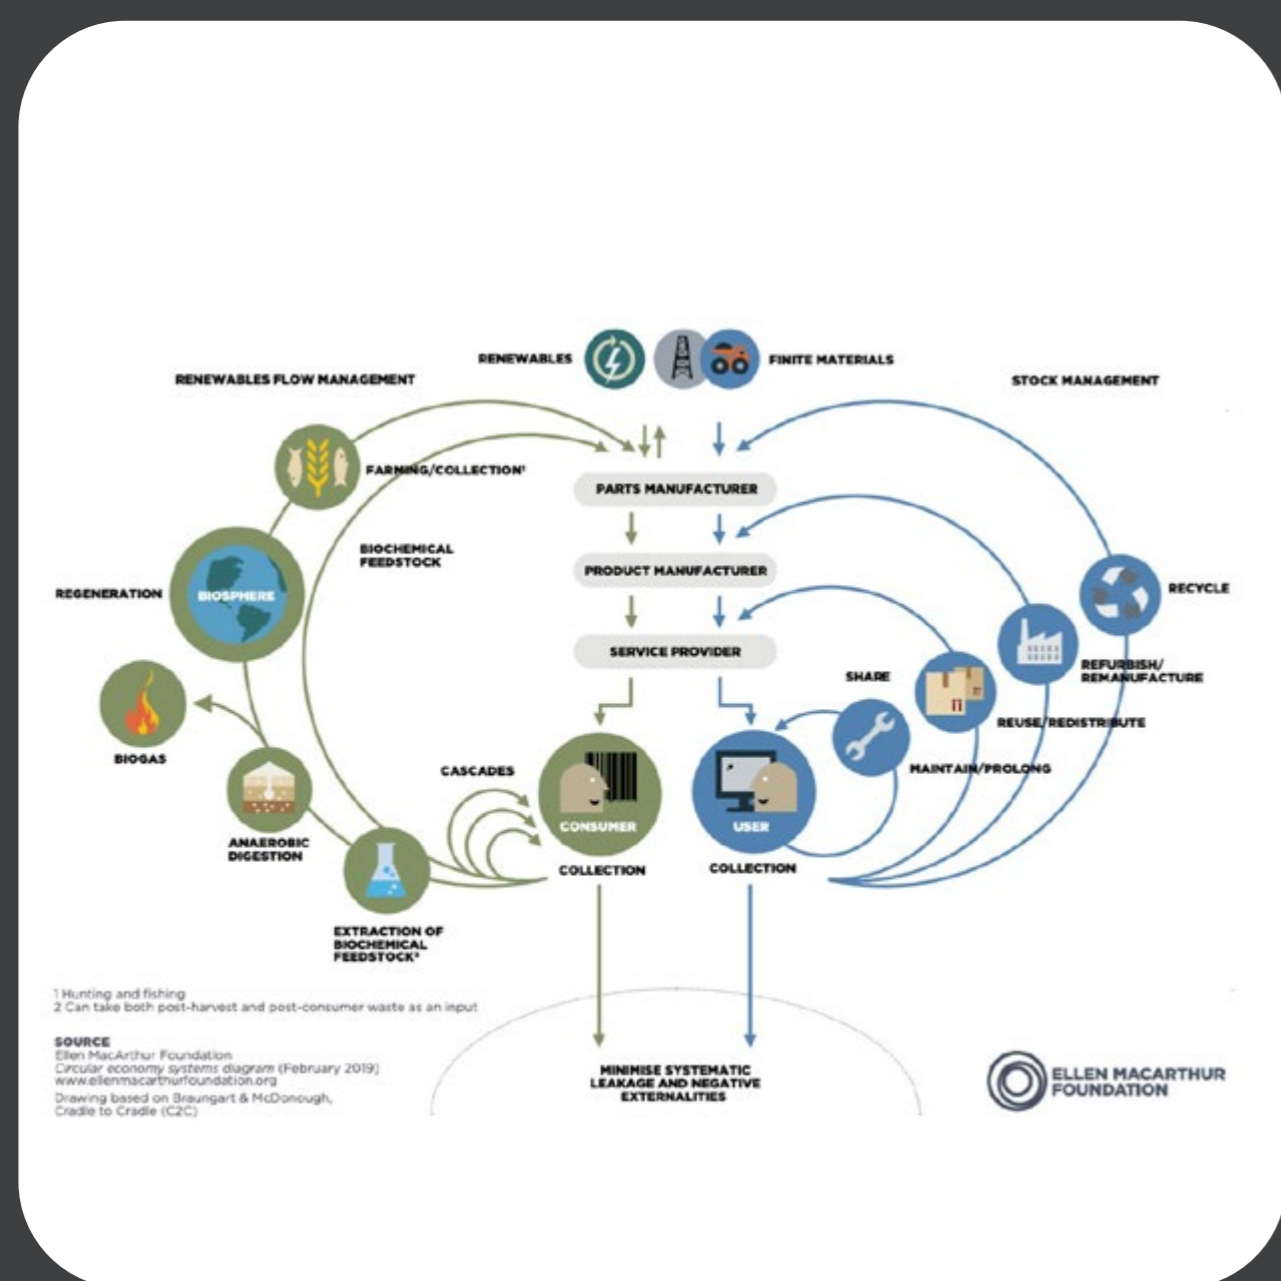 RENEWABLES
FINITE MATERIALS
RENEWABLES FLOW MANAGEMENT
STOCK MANAGEMENT
FARMING/COLLECTION¹
PARTS MANUFACTURER
BIOCHEMICAL
FEEDSTOCK
PRODUCT MANUFACTURER
REGENERATION
BIOSPHERE
RECYCLE
SERVICE PROVIDER
SHARE
REFURBISH/
REMANUFACTURE
REUSE/REDISTRIBUTE
BIOGAS
CASCADES
MAINTAIN/PROLONG
CONSUMER
USER
ANAEROBIC
DIGESTION
COLLECTION
COLLECTION
EXTRACTION OF
BIOCHEMICAL
FEEDSTOCK²
1 Hunting and fishing
2 Can take both post-harvest and post-consumer waste as an input
SOURCE
Ellen MacArthur Foundation
Circular economy systems diagram (February 2019)
www.ellenmacarthurfoundation.org
Drawing based on Braungart & McDonough,
Cradle to Cradle (C2C)
MINIMISE SYSTEMATIC
LEAKAGE AND NEGATIVE
EXTERNALITIES
ELLEN MACARTHUR
FOUNDATION